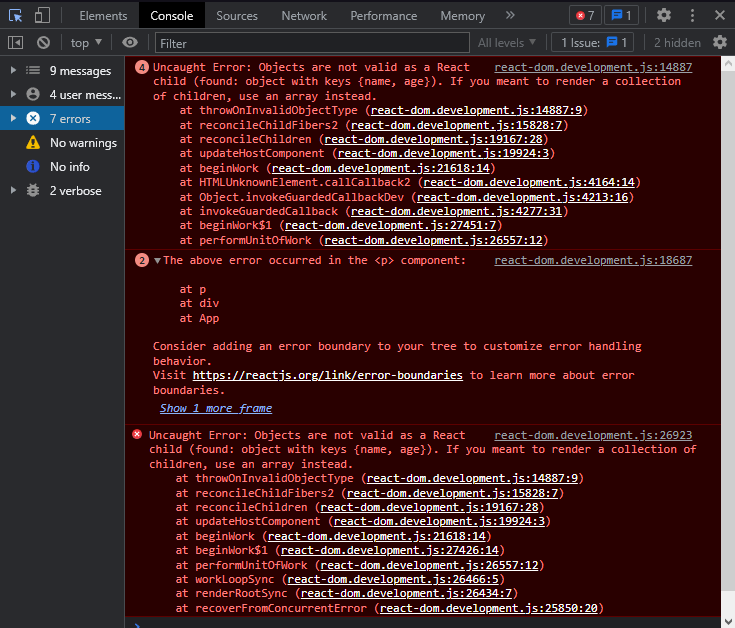 Elements Console Sources Network Performance Memory » 7 1
top ▼ Filter All levels ▼ 1 Issue: 1 2 hidden
9 messages
4 user mess...
7 errors
No warnings
No info
2 verbose
4 Uncaught Error: Objects are not valid as a React react-dom.development.js:14887
child (found: object with keys {name, age}). If you meant to render a collection
of children, use an array instead.
at throwOnInvalidObjectType (react-dom.development.js:14887:9)
at reconcileChildFibers2 (react-dom.development.js:15828:7)
at reconcileChildren (react-dom.development.js:19167:28)
at updateHostComponent (react-dom.development.js:19924:3)
at beginWork (react-dom.development.js:21618:14)
at HTMLUnknownElement.callCallback2 (react-dom.development.js:4164:14)
at Object.invokeGuardedCallbackDev (react-dom.development.js:4213:16)
at invokeGuardedCallback (react-dom.development.js:4277:31)
at beginWork$1 (react-dom.development.js:27451:7)
at performUnitOfWork (react-dom.development.js:26557:12)
2 ▼The above error occurred in the <p> component: react-dom.development.js:18687
at p
at div
at App
Consider adding an error boundary to your tree to customize error handling
behavior.
Visit https://reactjs.org/link/error-boundaries to learn more about error
boundaries.
Show 1 more frame
Uncaught Error: Objects are not valid as a React react-dom.development.js:26923
child (found: object with keys {name, age}). If you meant to render a collection of
children, use an array instead.
at throwOnInvalidObjectType (react-dom.development.js:14887:9)
at reconcileChildFibers2 (react-dom.development.js:15828:7)
at reconcileChildren (react-dom.development.js:19167:28)
at updateHostComponent (react-dom.development.js:19924:3)
at beginWork (react-dom.development.js:21618:14)
at beginWork$1 (react-dom.development.js:27426:14)
at performUnitOfWork (react-dom.development.js:26557:12)
at workLoopSync (react-dom.development.js:26466:5)
at renderRootSync (react-dom.development.js:26434:7)
at recoverFromConcurrentError (react-dom.development.js:25850:20)